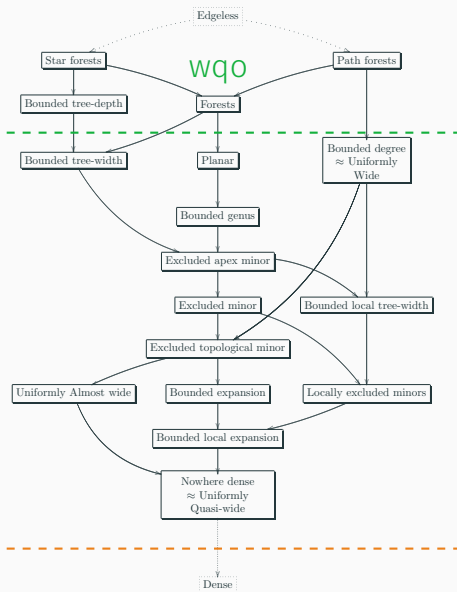 Edgeless
Star forests
wqo
Path forests
Bounded tree-depth
Forests
Bounded tree-width
Planar
Bounded degree
≈ Uniformly
Wide
Bounded genus
Excluded apex minor
Excluded minor
Bounded local tree-width
Excluded topological minor
Uniformly Almost wide
Bounded expansion
Locally excluded minors
Bounded local expansion
Nowhere dense
≈ Uniformly
Quasi-wide
Dense